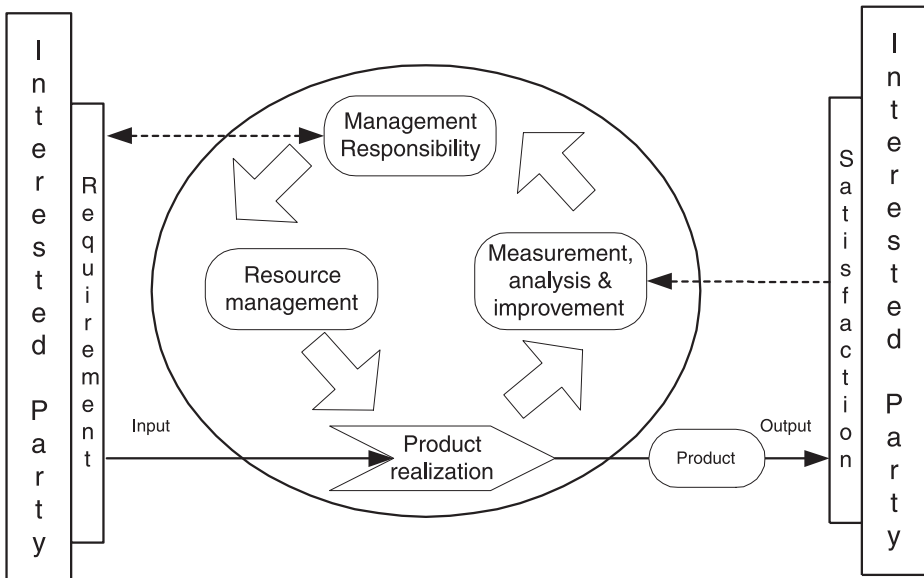 Interested Party
Requirement
Management
Responsibility
Resource
management
Measurement,
analysis &
improvement
Input
Product
realization
Product
Output
Satisfaction
Interested Party